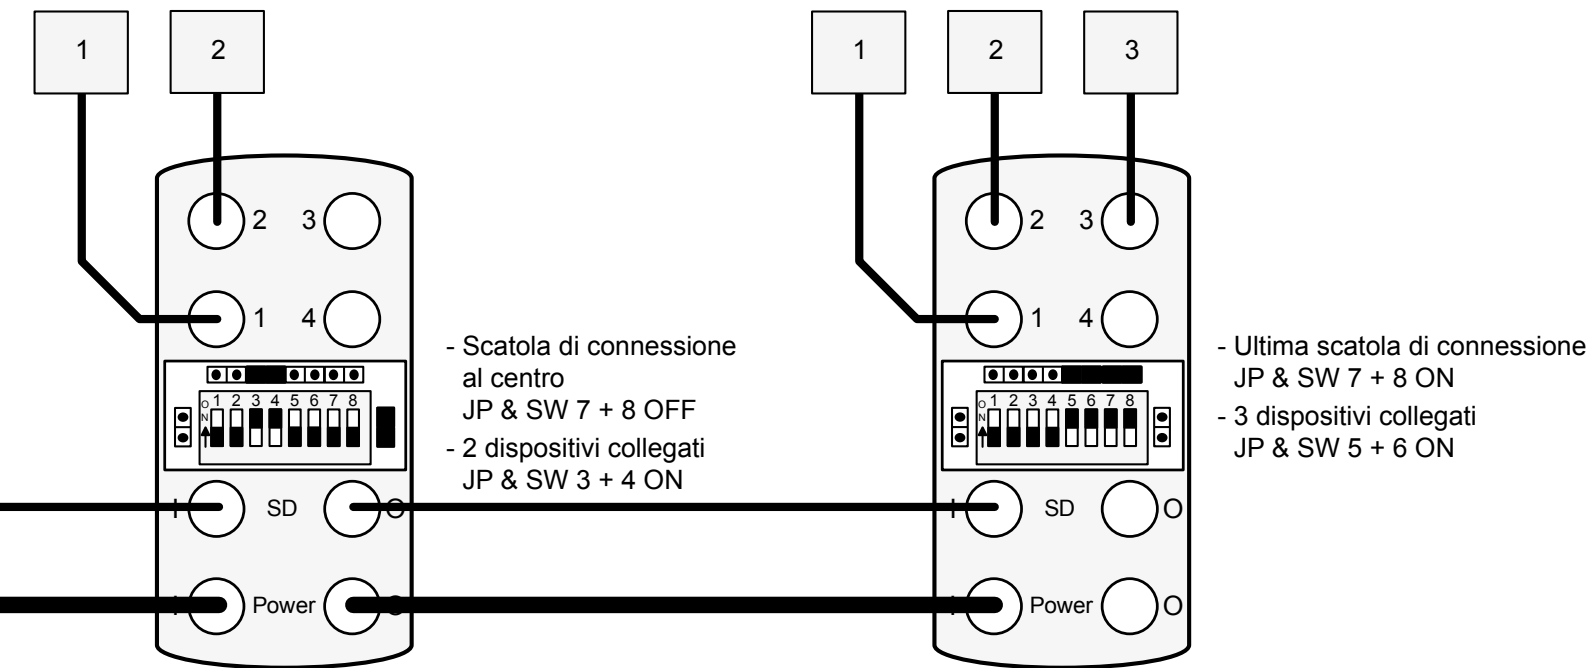 1 2
1 2 3
2 3
1 4
O N 1 2 3 4 5 6 7 8
I SD O
I Power O
- Scatola di connessione
al centro
JP & SW 7 + 8 OFF
- 2 dispositivi collegati
JP & SW 3 + 4 ON
2 3
1 4
O N 1 2 3 4 5 6 7 8
I SD O
I Power O
- Ultima scatola di connessione
JP & SW 7 + 8 ON
- 3 dispositivi collegati
JP & SW 5 + 6 ON